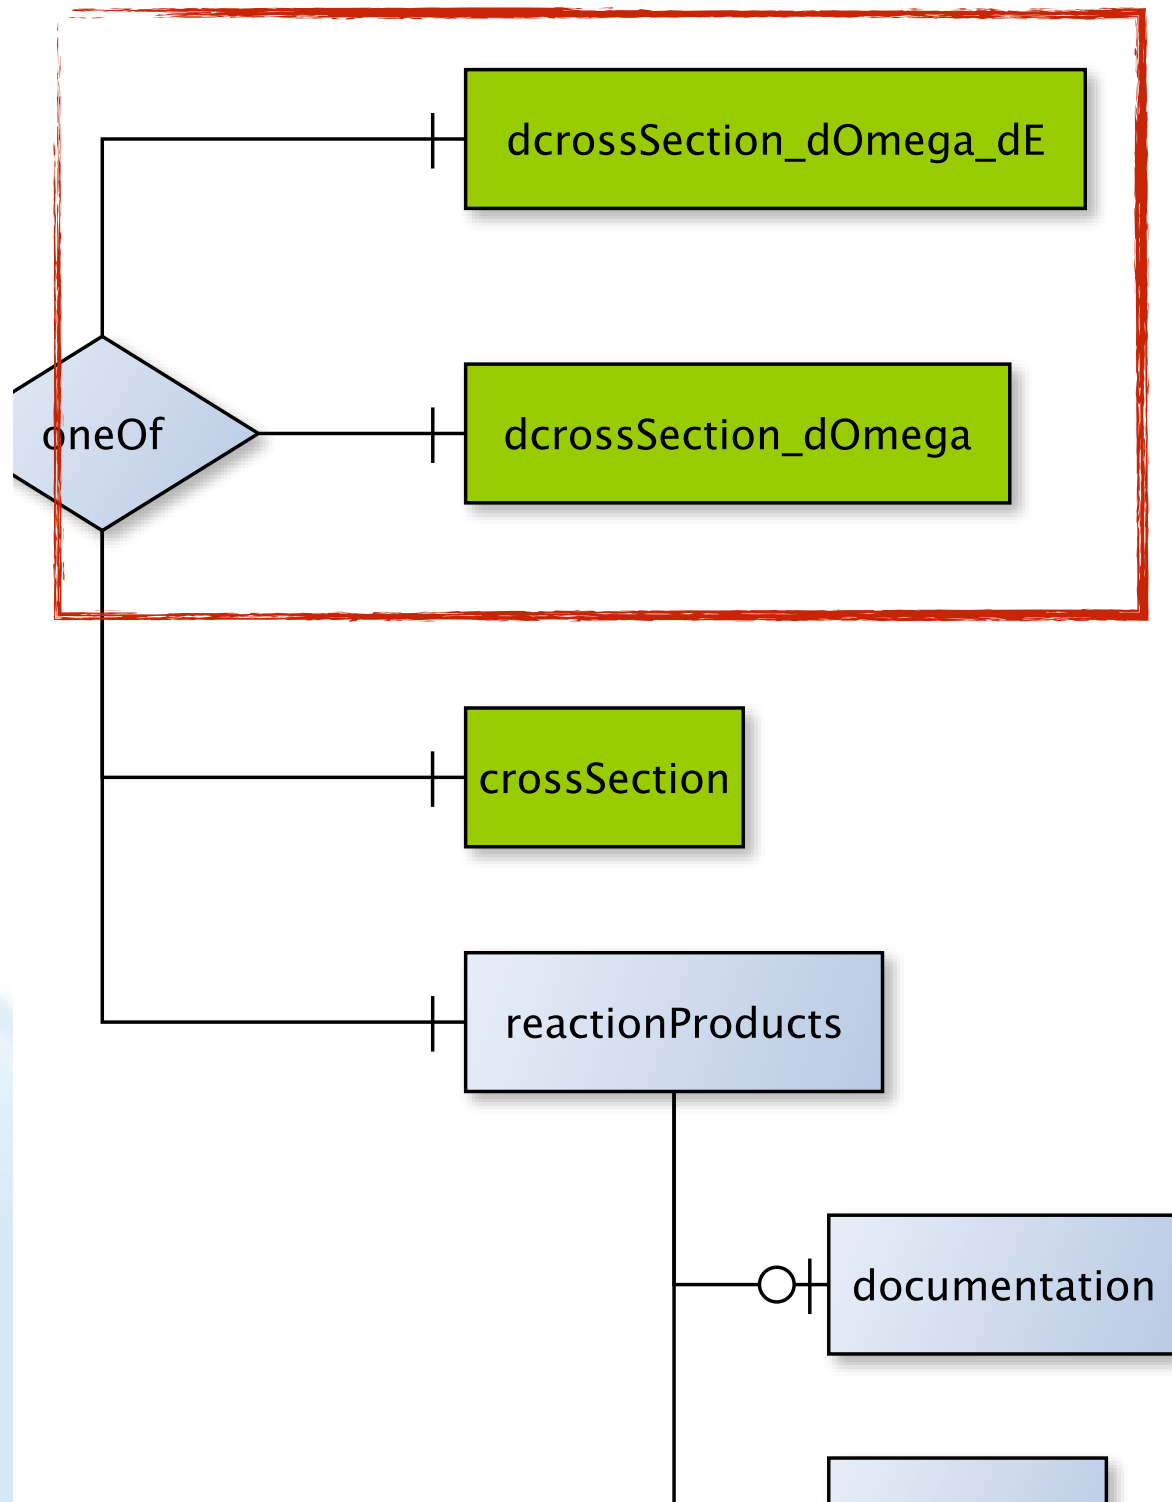 dcrossSection_dOmega_dE
oneOf
dcrossSection_dOmega
crossSection
reactionProducts
documentation